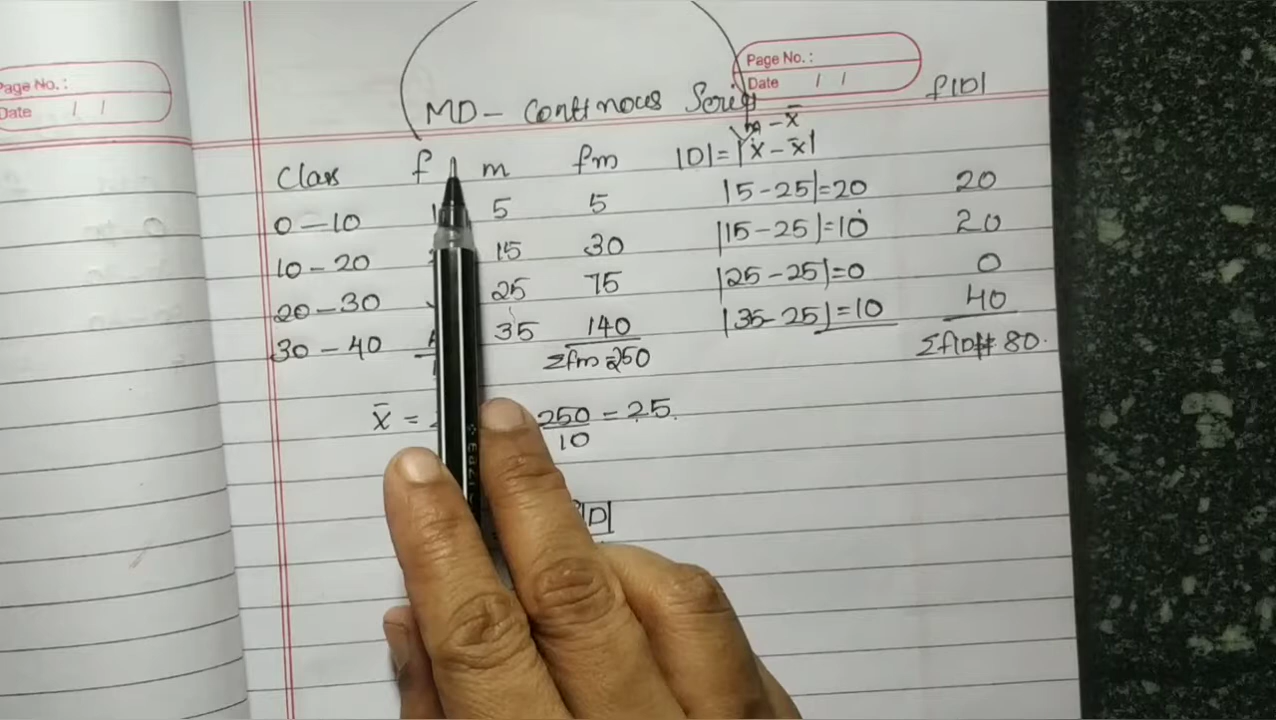 Page No. :
Date / /
Page No. :
Date / /
MD - Continous Series
f|D|
m - x̄
Class f m fm |D| = |X - x̄|
0-10 1 5 5 |5-25|=20 20
10-20 15 30 |15-25|=10 20
20-30 25 75 |25-25|=0 0
30-40 35 140 |35-25|=10 40
Σfm = 250 Σf|D| = 80.
x̄ = 250/10 = 25.
|D|